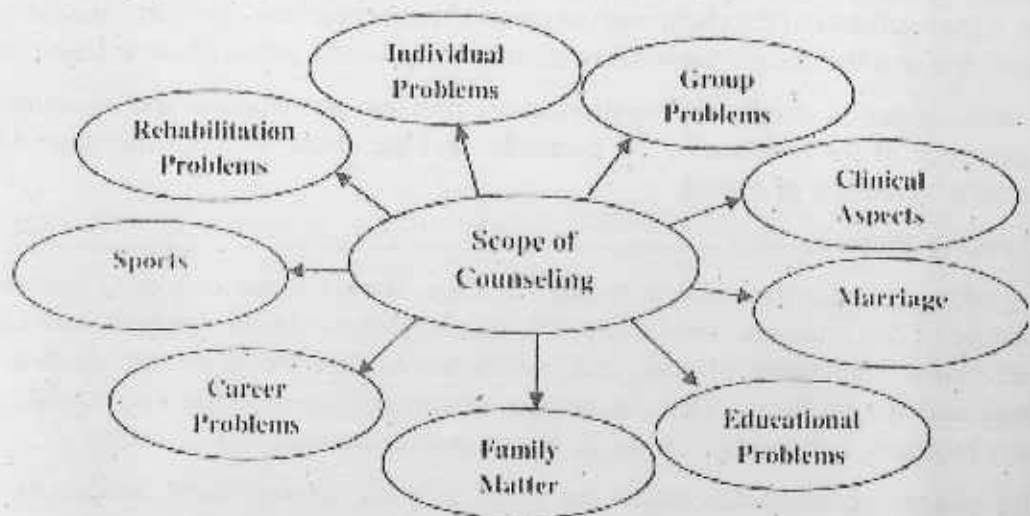 Individual
Problems
Group
Problems
Rehabilitation
Problems
Clinical
Aspects
Sports
Scope of
Counseling
Marriage
Career
Problems
Educational
Problems
Family
Matter